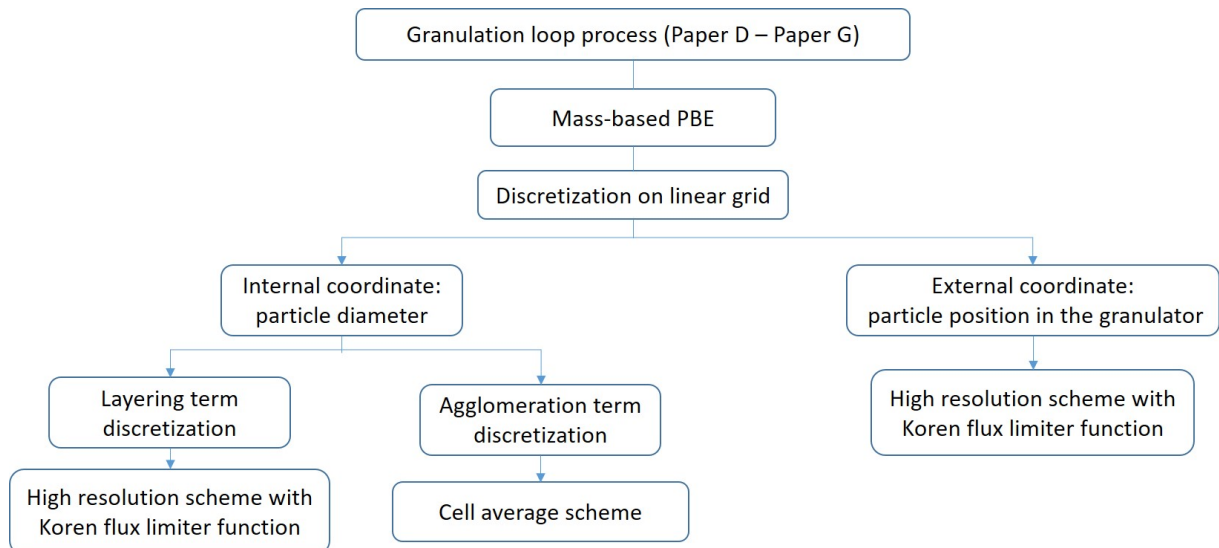 Granulation loop process (Paper D – Paper G)
Mass-based PBE
Discretization on linear grid
Internal coordinate:
particle diameter
External coordinate:
particle position in the granulator
Layering term
discretization
Agglomeration term
discretization
High resolution scheme with
Koren flux limiter function
High resolution scheme with
Koren flux limiter function
Cell average scheme